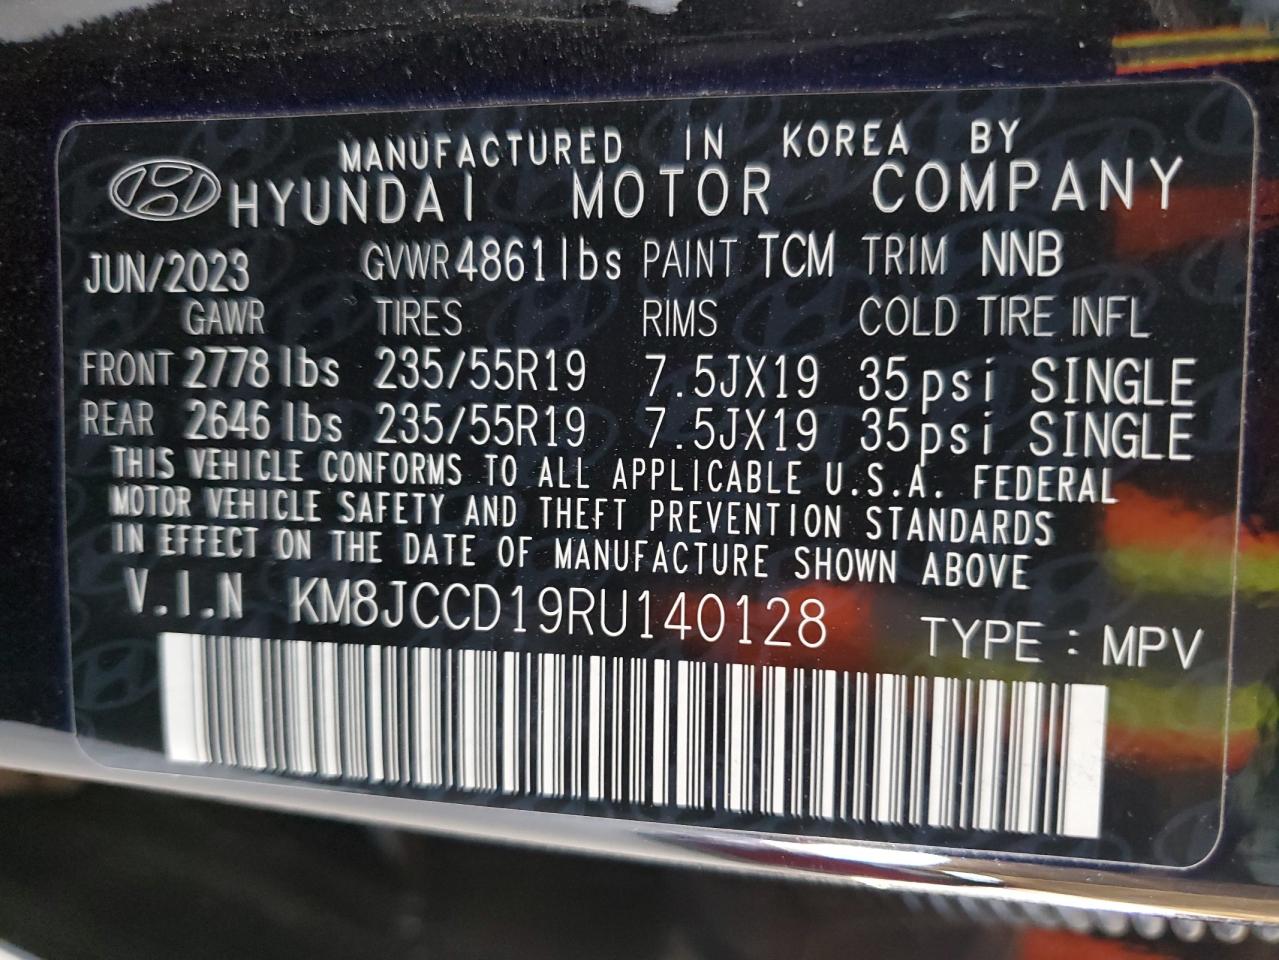 MANUFACTURED IN KOREA BY
HYUNDAI MOTOR COMPANY
JUN/2023 GVWR 4861 lbs PAINT TCM TRIM NNB
GAWR TIRES RIMS COLD TIRE INFL
FRONT 2778 lbs 235/55R19 7.5JX19 35psi SINGLE
REAR 2646 lbs 235/55R19 7.5JX19 35psi SINGLE
THIS VEHICLE CONFORMS TO ALL APPLICABLE U.S.A. FEDERAL
MOTOR VEHICLE SAFETY AND THEFT PREVENTION STANDARDS
IN EFFECT ON THE DATE OF MANUFACTURE SHOWN ABOVE
V.I.N KM8JCCD19RU140128 TYPE : MPV